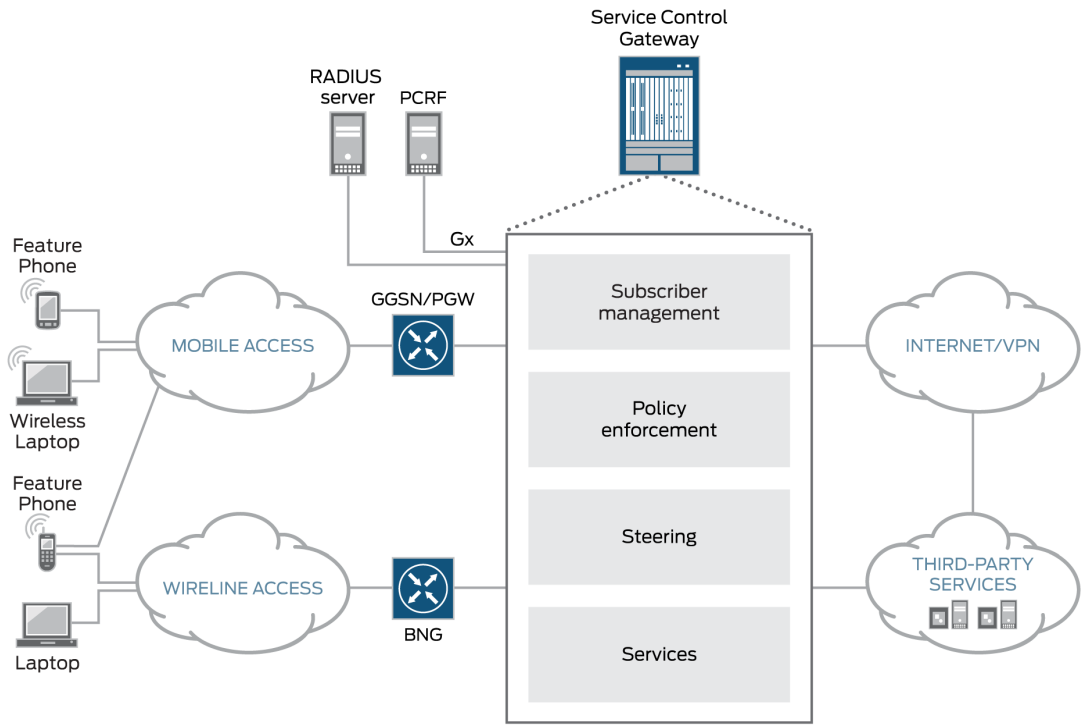 Service Control
Gateway
RADIUS
server
PCRF
Gx
Feature
Phone
GGSN/PGW
Subscriber
management
MOBILE ACCESS
INTERNET/VPN
Wireless
Laptop
Policy
enforcement
Feature
Phone
Steering
WIRELINE ACCESS
THIRD-PARTY
SERVICES
BNG
Services
Laptop